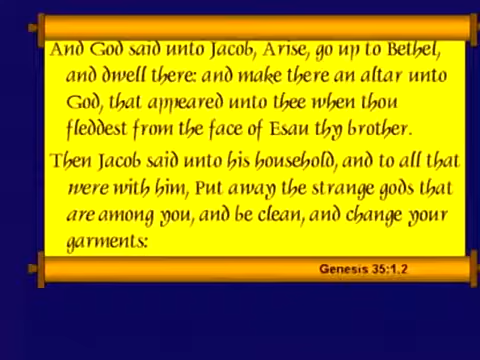 And God said unto Jacob, Arise, go up to Bethel,
and dwell there: and make there an altar unto
God, that appeared unto thee when thou
fleddest from the face of Esau thy brother.
Then Jacob said unto his household, and to all that
were with him, Put away the strange gods that
are among you, and be clean, and change your
garments:
Genesis 35:1,2